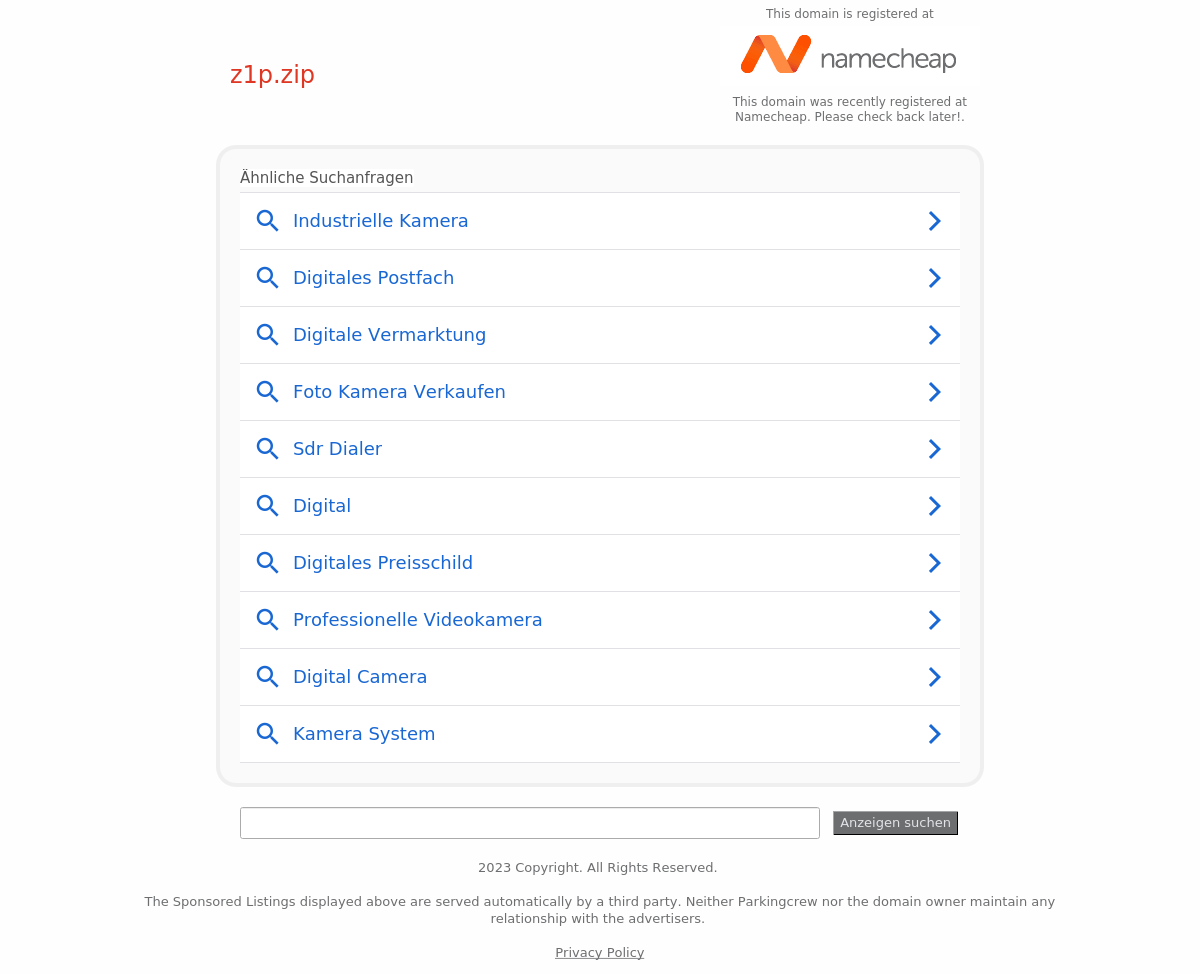 This domain is registered at
namecheap
z1p.zip
This domain was recently registered at
Namecheap. Please check back later!.
Ähnliche Suchanfragen
Industrielle Kamera
Digitales Postfach
Digitale Vermarktung
Foto Kamera Verkaufen
Sdr Dialer
Digital
Digitales Preisschild
Professionelle Videokamera
Digital Camera
Kamera System
Anzeigen suchen
2023 Copyright. All Rights Reserved.
The Sponsored Listings displayed above are served automatically by a third party. Neither Parkingcrew nor the domain owner maintain any
relationship with the advertisers.
Privacy Policy